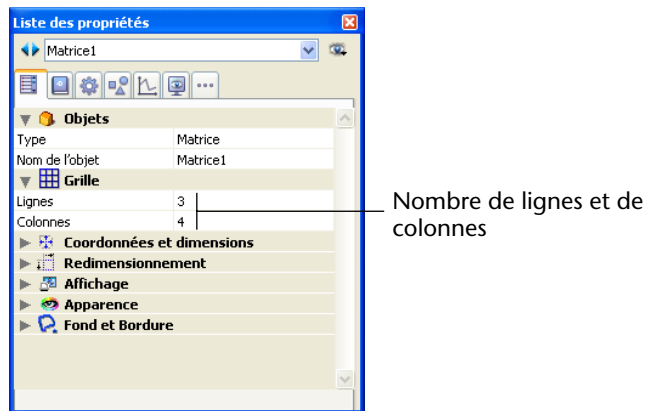 Liste des propriétés
Matrice1
Objets
Type Matrice
Nom de l'objet Matrice1
Grille
Lignes 3
Colonnes 4
Coordonnées et dimensions
Redimensionnement
Affichage
Apparence
Fond et Bordure
Nombre de lignes et de
colonnes